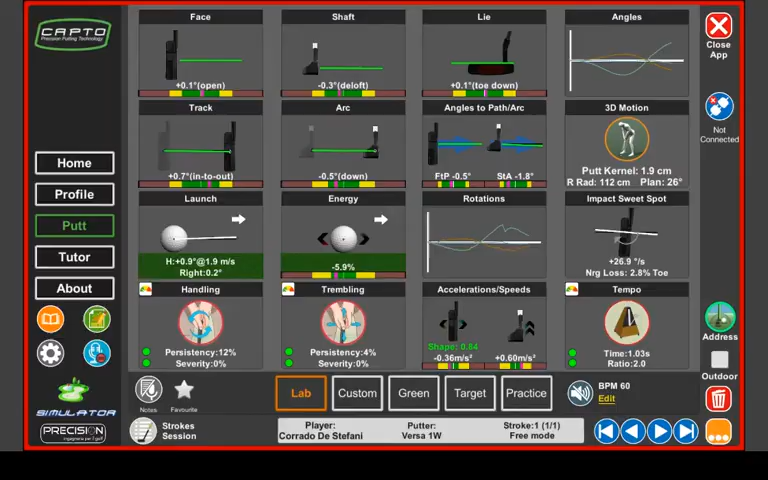 CAPTO
Precision Putting Technology
Home
Profile
Putt
Tutor
About
SIMULATOR
PRECISION
ingegneria per il golf
Face
+0.1°(open)
Shaft
-0.3°(deloft)
Lie
+0.1°(toe down)
Angles
Track
+0.7°(in-to-out)
Arc
-0.5°(down)
Angles to Path/Arc
FtP -0.5° StA -1.8°
3D Motion
Putt Kernel: 1.9 cm
R Rad: 112 cm Plan: 26°
Launch
H:+0.9°@1.9 m/s
Right:0.2°
Energy
-5.9%
Rotations
Impact Sweet Spot
+26.9 °/s
Nrg Loss: 2.8% Toe
Handling
Persistency:12%
Severity:0%
Trembling
Persistency:4%
Severity:0%
Accelerations/Speeds
Shape: 0.84
-0.36m/s² +0.60m/s²
Tempo
Time:1.03s
Ratio:2.0
Close
App
Not
Connected
Address
Outdoor
Notes
Favourite
Lab
Custom
Green
Target
Practice
BPM 60
Edit
Strokes
Session
Player:
Corrado De Stefani
Putter:
Versa 1W
Stroke:1 (1/1)
Free mode